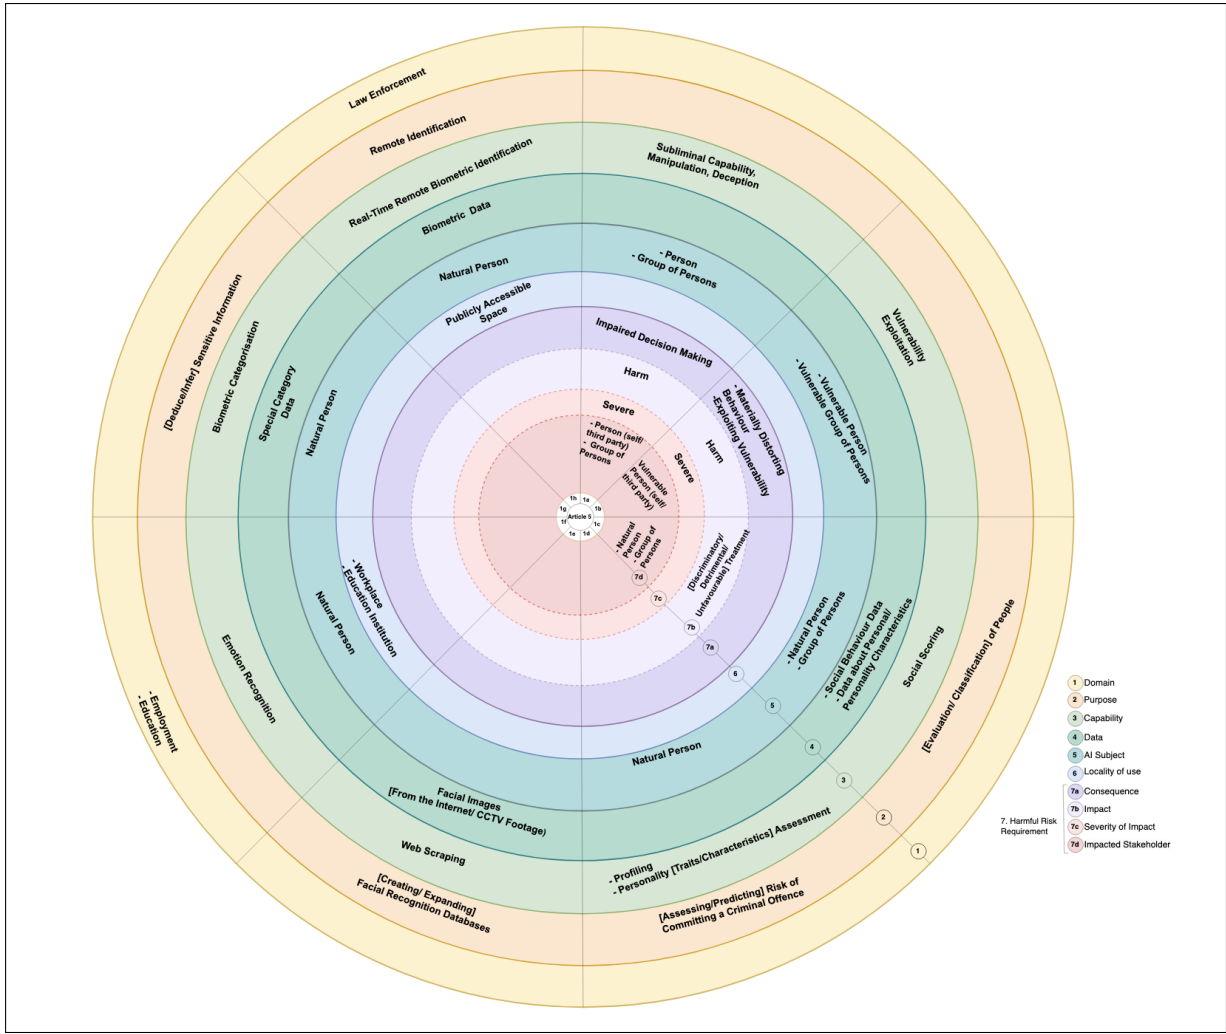 Law Enforcement
Remote Identification
Real-Time Remote Biometric Identification
Biometric Data
Natural Person
Publicly Accessible
Space
Subliminal Capability,
Manipulation, Deception
- Person
- Group of Persons
Impaired Decision Making
Harm
Severe
- Person (self/
third party)
- Group of
Persons
Vulnerability
Exploitation
- Vulnerable Person
- Vulnerable Group of Persons
- Materially Distorting
Behaviour
-Exploiting Vulnerability
Harm
Severe
Vulnerable
Person (self/
third party)
[Deduce/Infer] Sensitive Information
Biometric Categorisation
Special Category
Data
Natural Person
1h
1a
1g
1b
Article 5
1f
1c
1e
1d
- Natural
Person
- Group of
Persons
[Discriminatory/
Detrimental/
Unfavourable] Treatment
- Natural Person
- Group of Persons
- Social Behaviour Data
- Data about Personal/
Personality Characteristics
Social Scoring
[Evaluation/ Classification] of People
- Employment
- Education
Emotion Recognition
Natural Person
- Workplace
- Education Institution
Facial Images
[From the Internet/ CCTV Footage)
Web Scraping
[Creating/ Expanding]
Facial Recognition Databases
Natural Person
- Profiling
- Personality [Traits/Characteristics] Assessment
[Assessing/Predicting] Risk of
Committing a Criminal Offence
7d
7c
7b
7a
6
5
4
3
2
1
1 Domain
2 Purpose
3 Capability
4 Data
5 AI Subject
6 Locality of use
7. Harmful Risk
Requirement
7a Consequence
7b Impact
7c Severity of Impact
7d Impacted Stakeholder